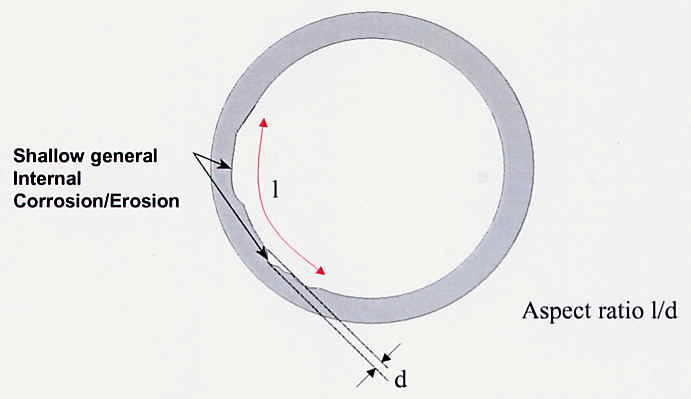 Shallow general
Internal
Corrosion/Erosion
l
Aspect ratio l/d
d